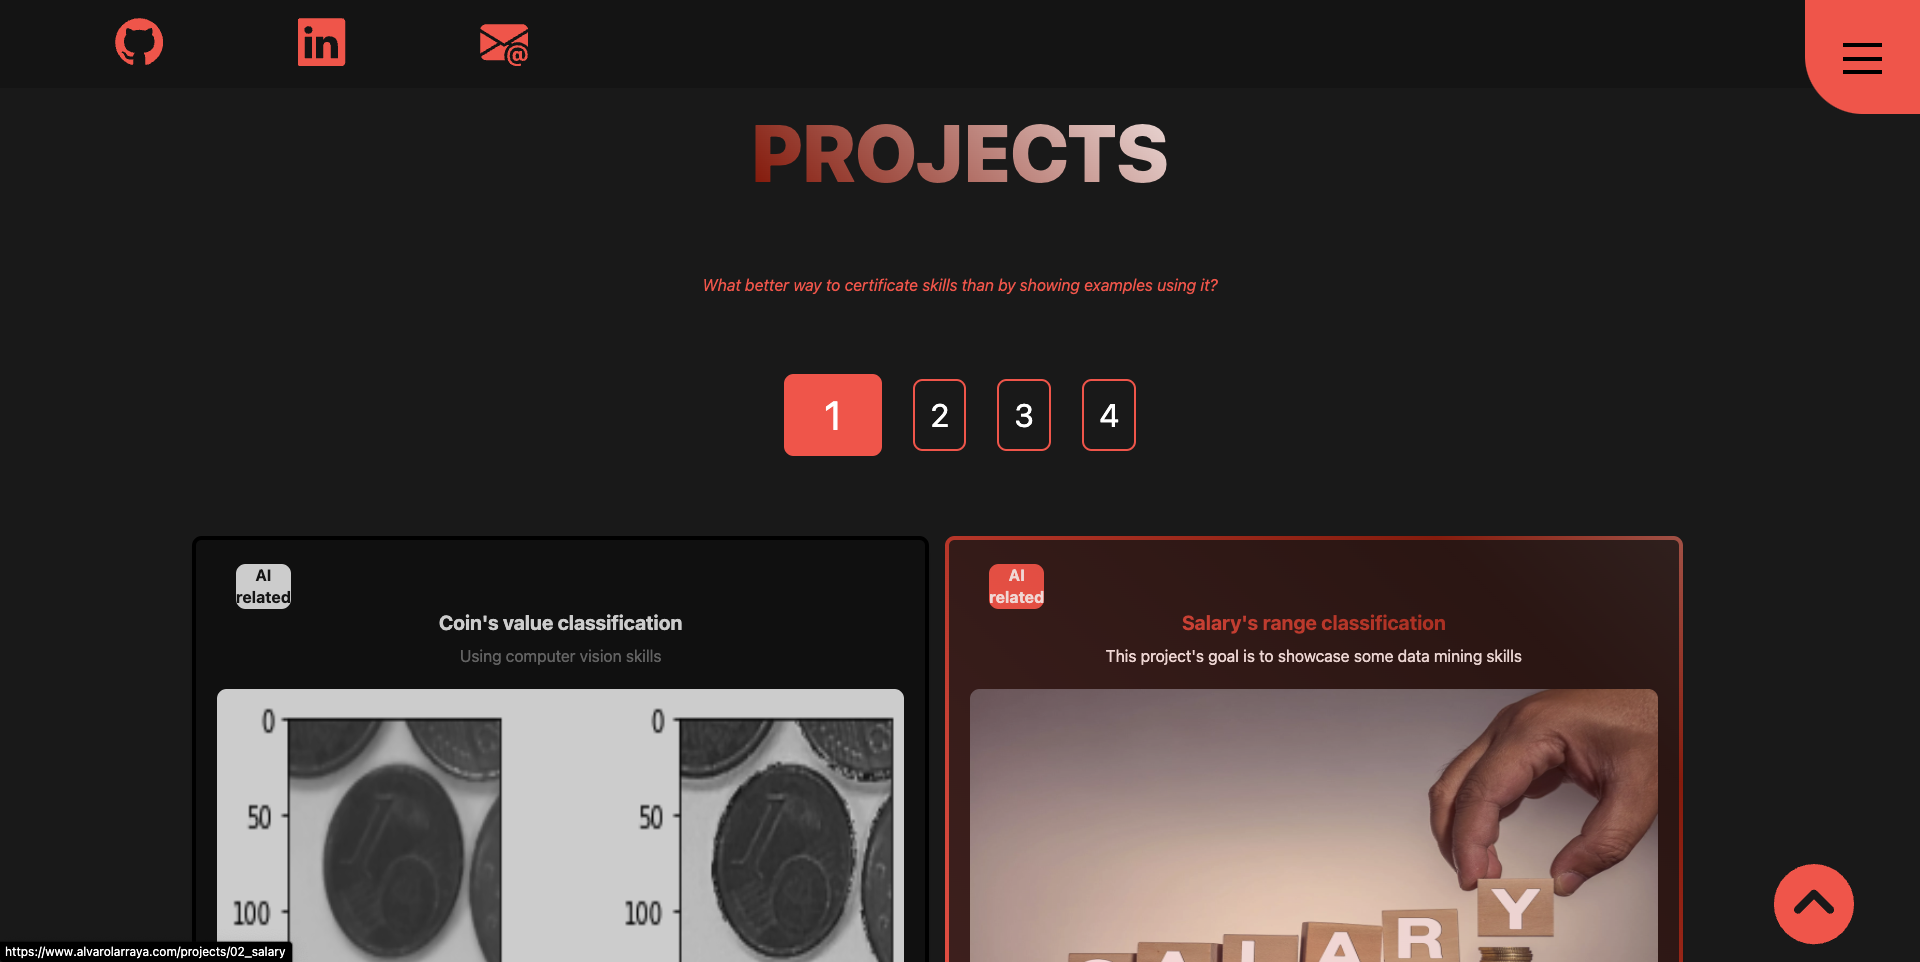 in
@
PROJECTS
What better way to certificate skills than by showing examples using it?
1 2 3 4
AI
related
Coin's value classification
Using computer vision skills
0
50
100
0
50
100
AI
related
Salary's range classification
This project's goal is to showcase some data mining skills
S A L A R Y
https://www.alvarolarraya.com/projects/02_salary